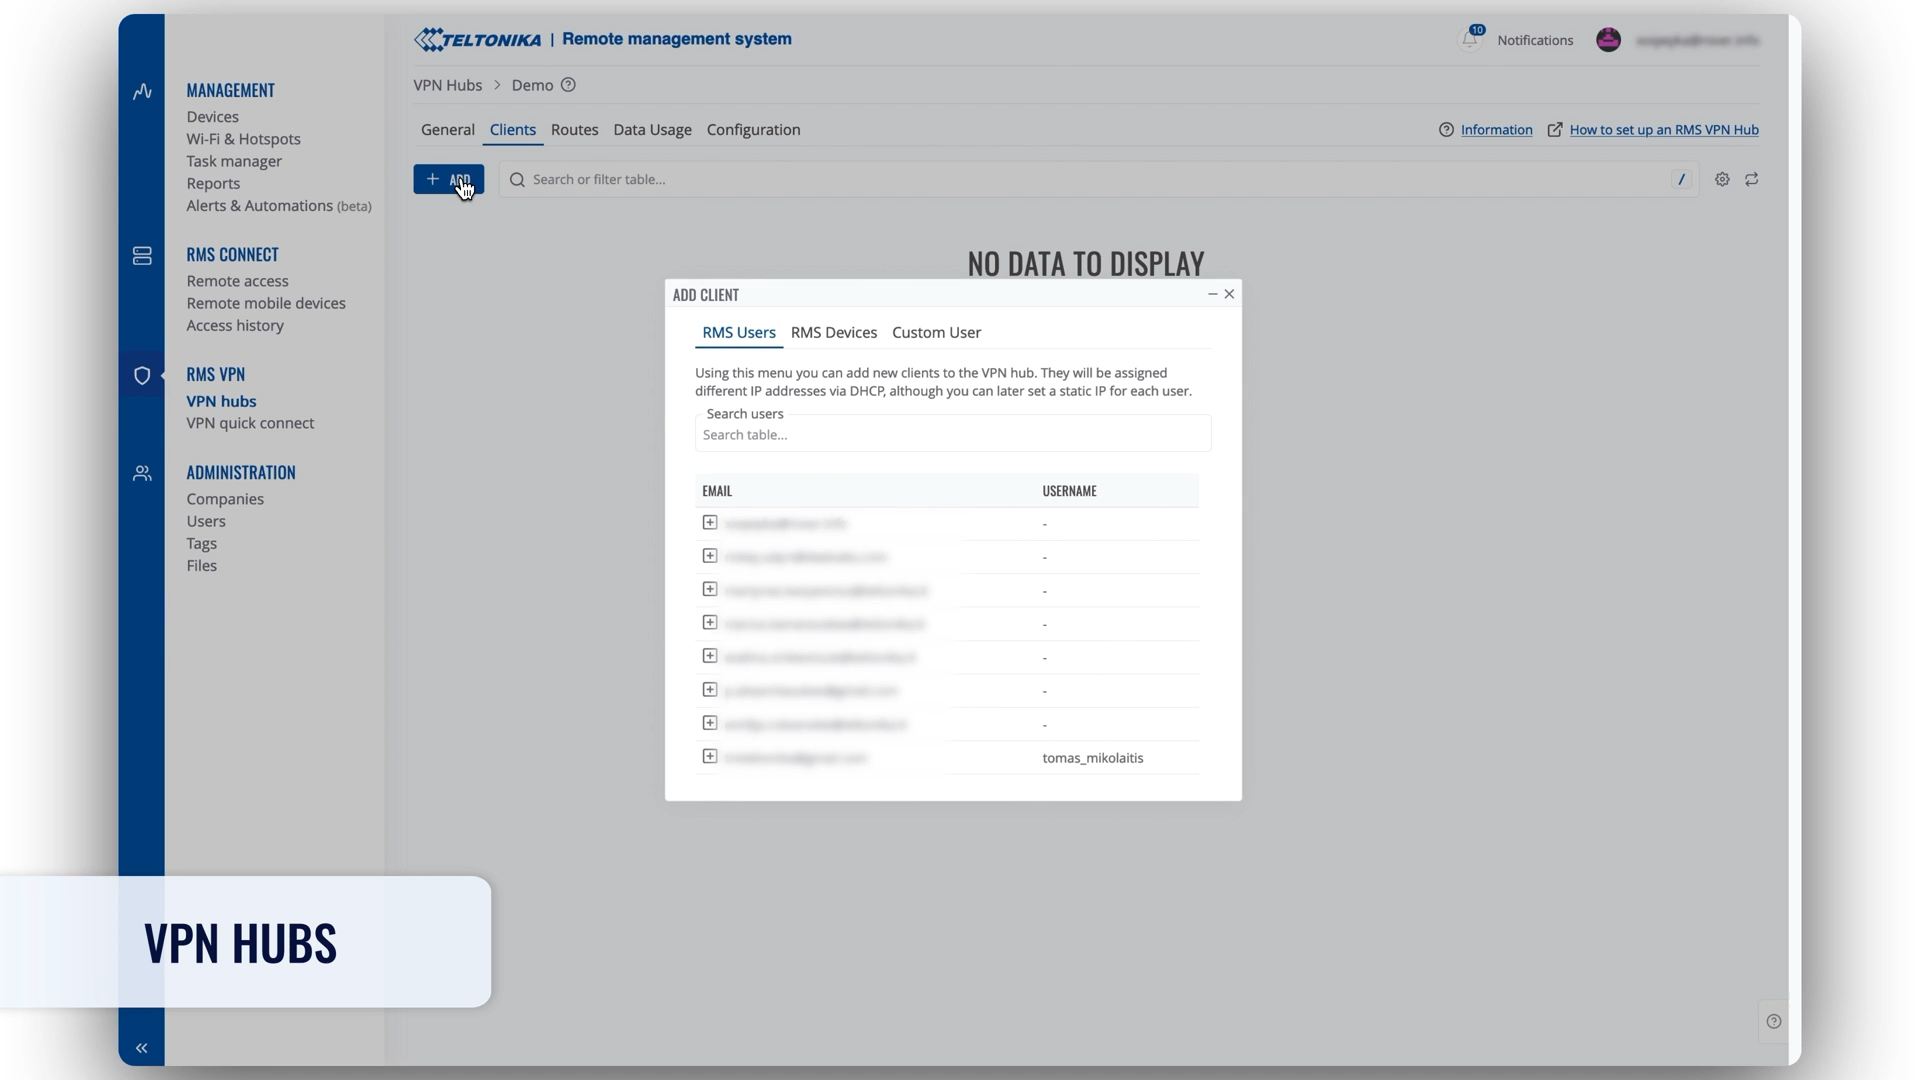 TELTONIKA | Remote management system
10
Notifications
VPN Hubs > Demo
General Clients Routes Data Usage Configuration
Information
How to set up an RMS VPN Hub
+ ADD
Search or filter table...
/
MANAGEMENT
Devices
Wi-Fi & Hotspots
Task manager
Reports
Alerts & Automations (beta)
RMS CONNECT
Remote access
Remote mobile devices
Access history
RMS VPN
VPN hubs
VPN quick connect
ADMINISTRATION
Companies
Users
Tags
Files
NO DATA TO DISPLAY
ADD CLIENT
RMS Users RMS Devices Custom User
Using this menu you can add new clients to the VPN hub. They will be assigned
different IP addresses via DHCP, although you can later set a static IP for each user.
Search users
Search table...
EMAIL USERNAME
-
-
-
-
-
-
-
tomas_mikolaitis
VPN HUBS